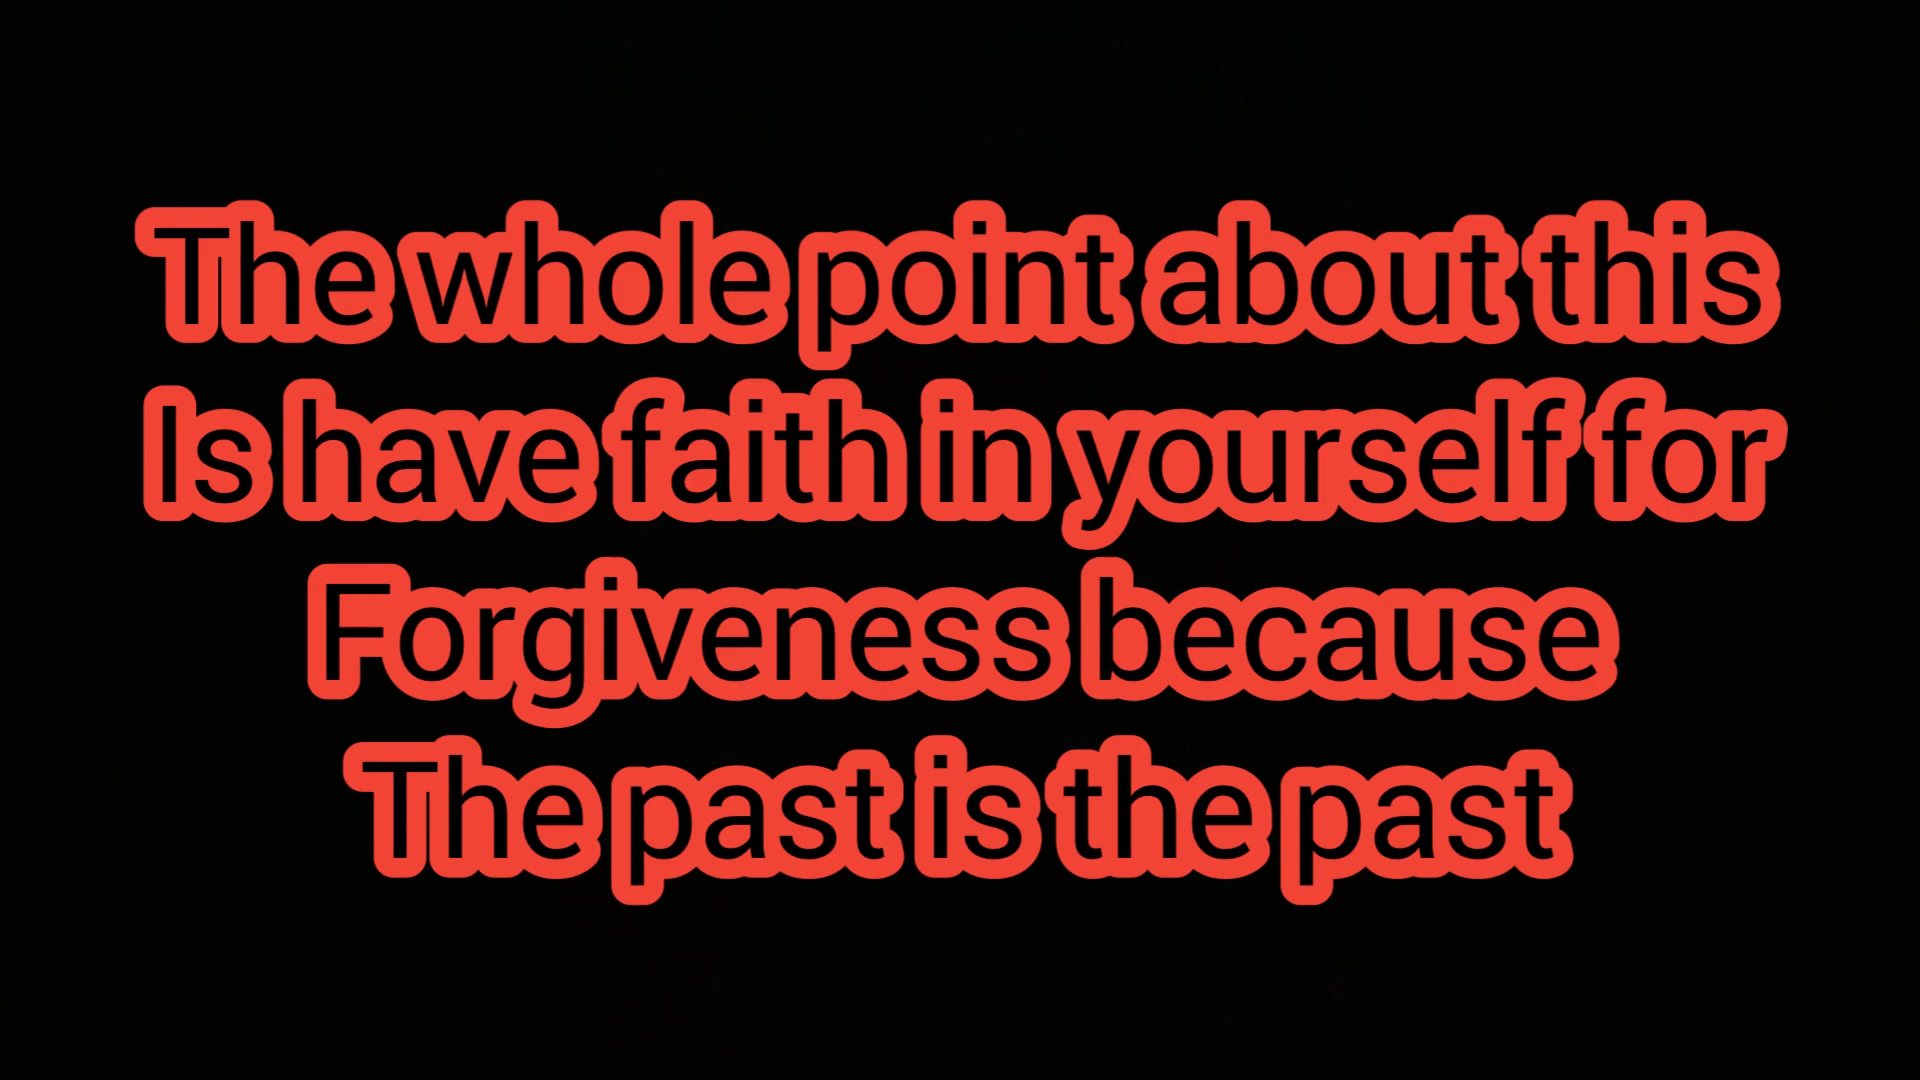 The whole point about this
Is have faith in yourself for
Forgiveness because
The past is the past